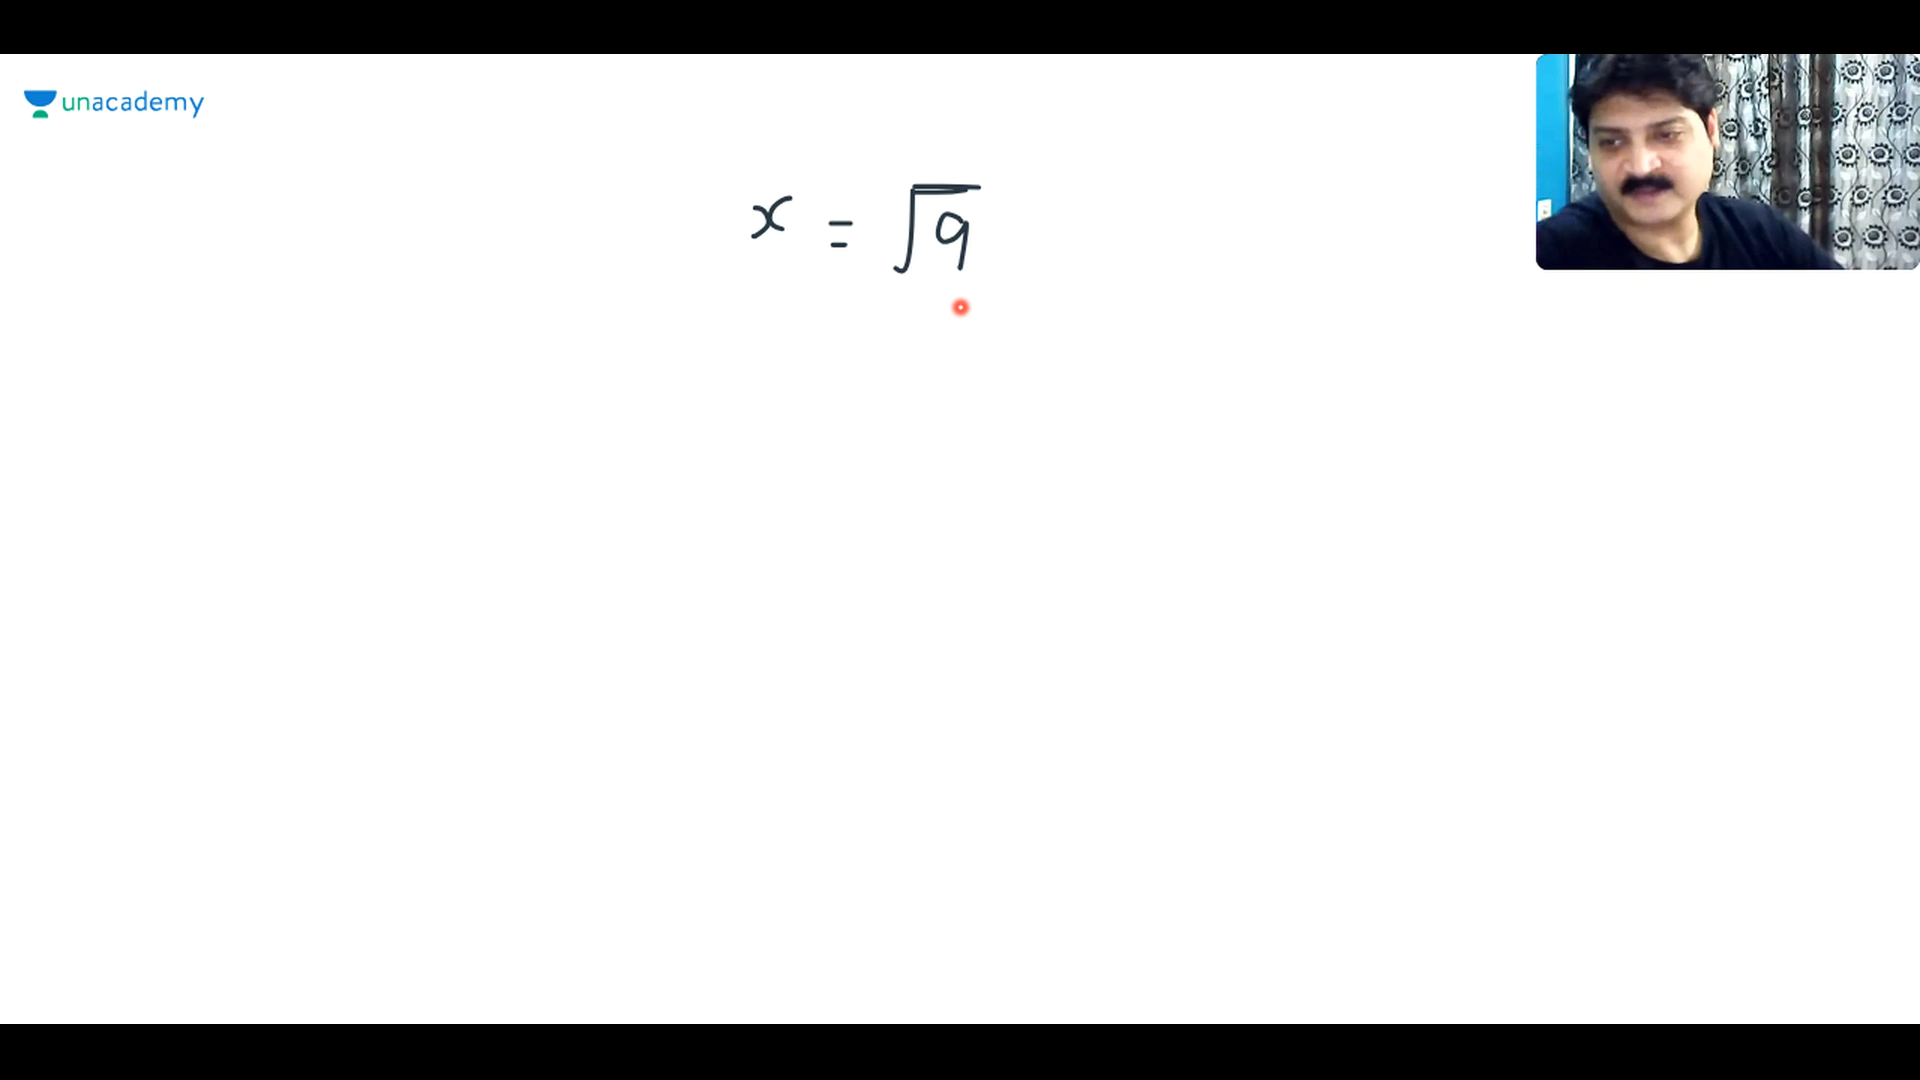 unacademy
x = √9